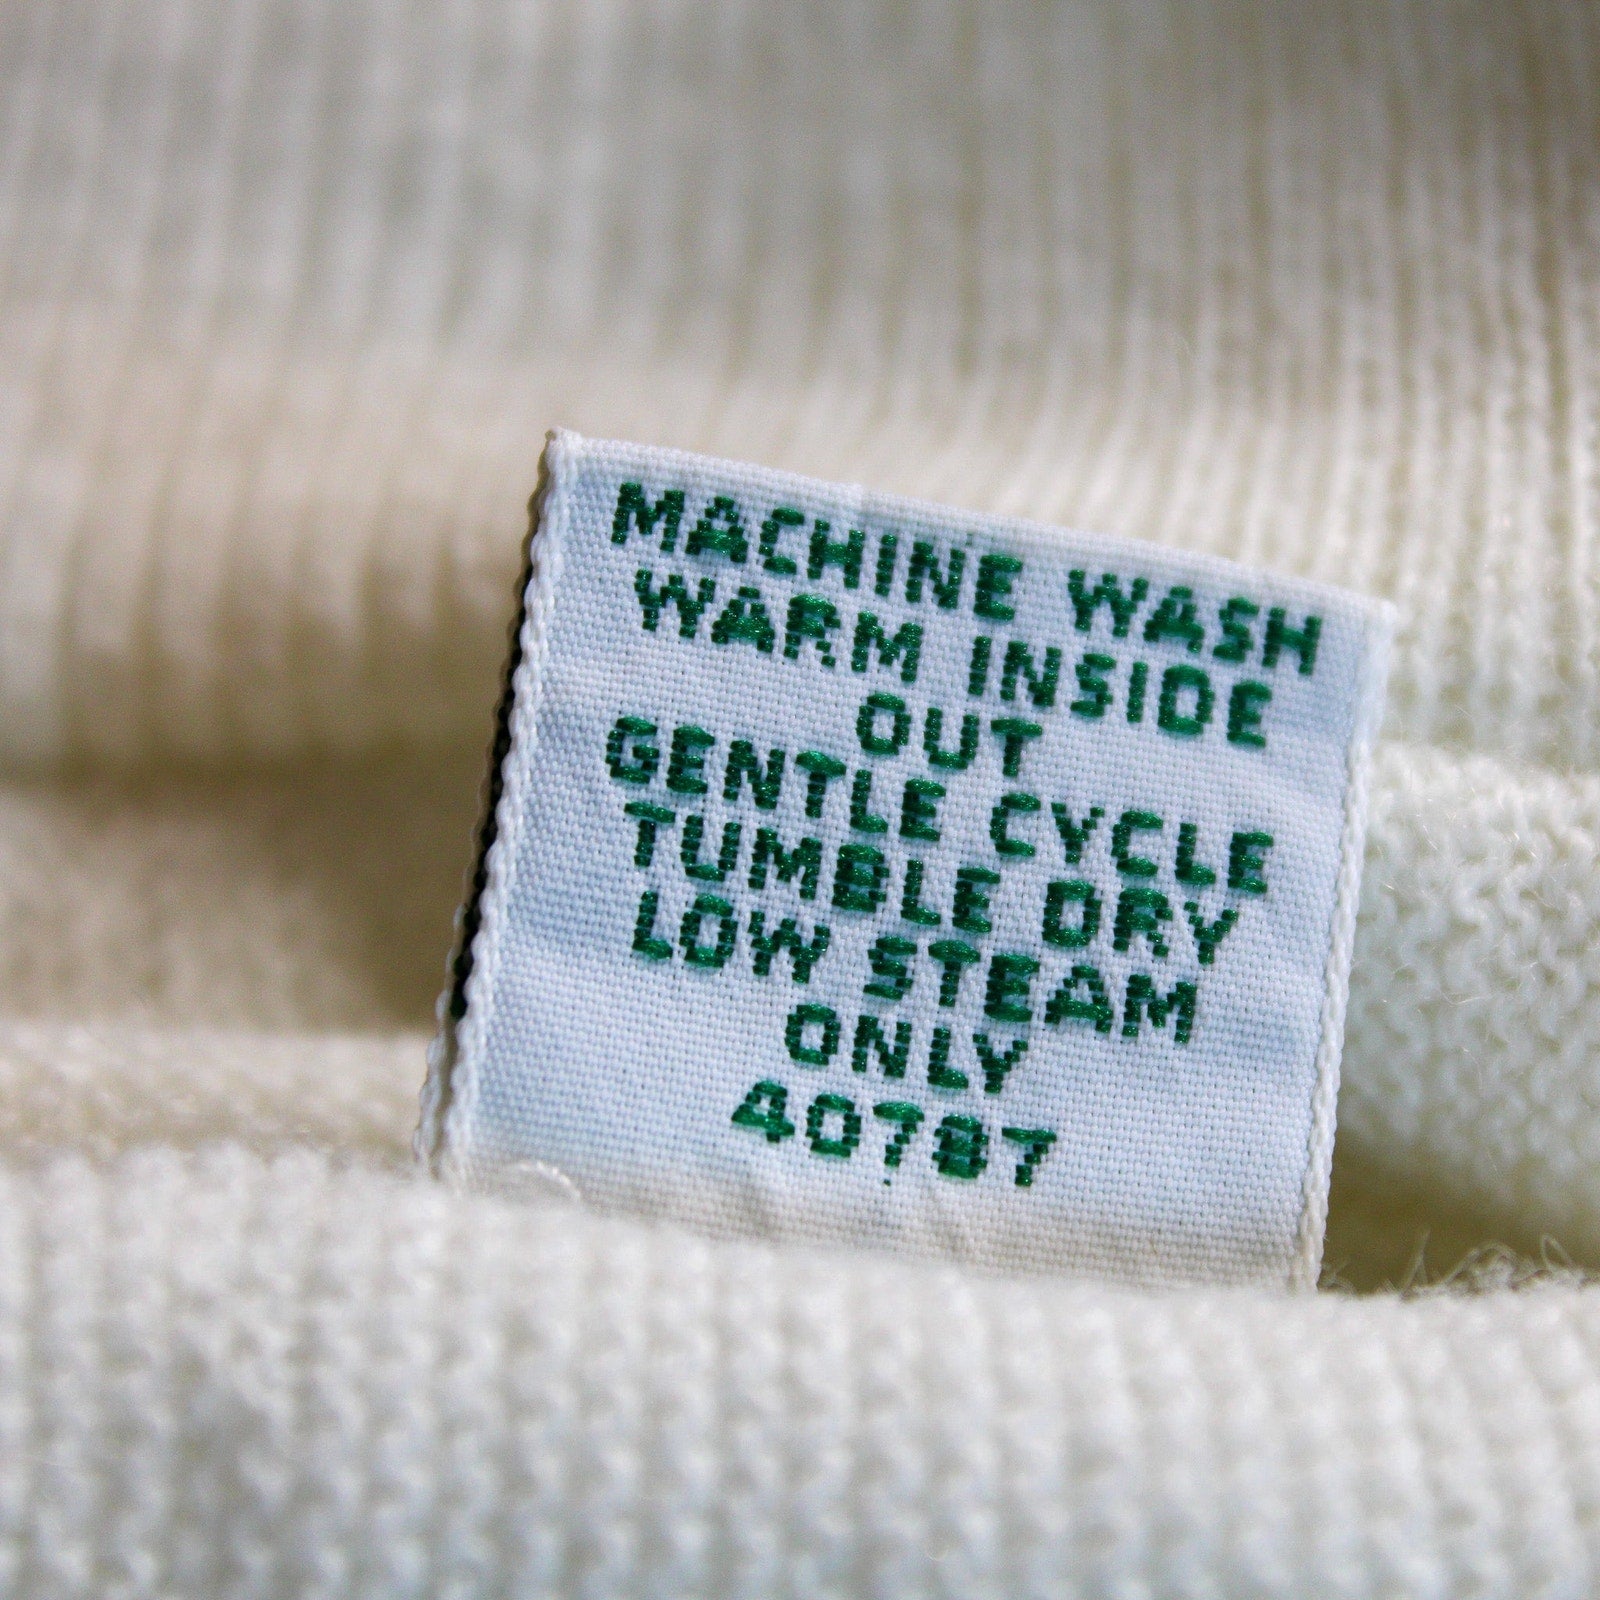 MACHINE WASH
WARM INSIDE
OUT
GENTLE CYCLE
TUMBLE DRY
LOW STEAM
ONLY
40787